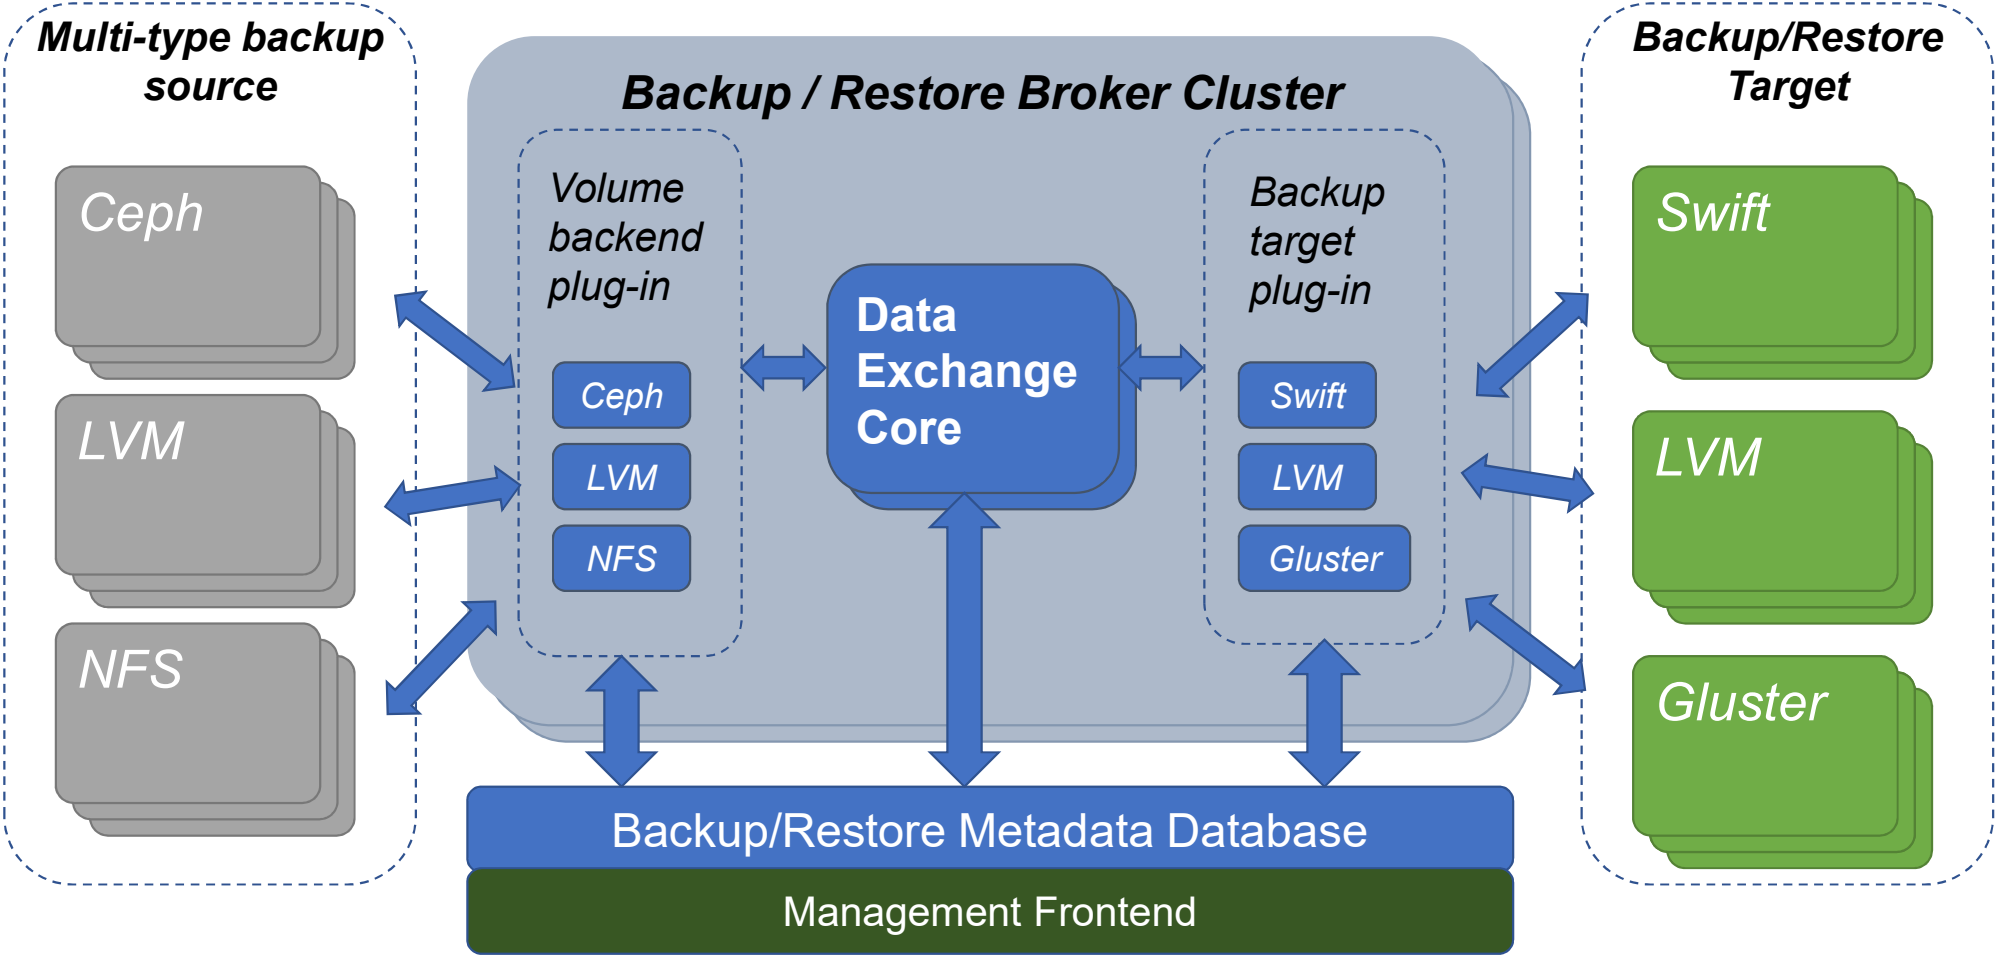 Multi-type backup
source
Ceph
LVM
NFS
Backup / Restore Broker Cluster
Volume
backend
plug-in
Ceph
LVM
NFS
Data
Exchange
Core
Backup
target
plug-in
Swift
LVM
Gluster
Backup/Restore
Target
Swift
LVM
Gluster
Backup/Restore Metadata Database
Management Frontend